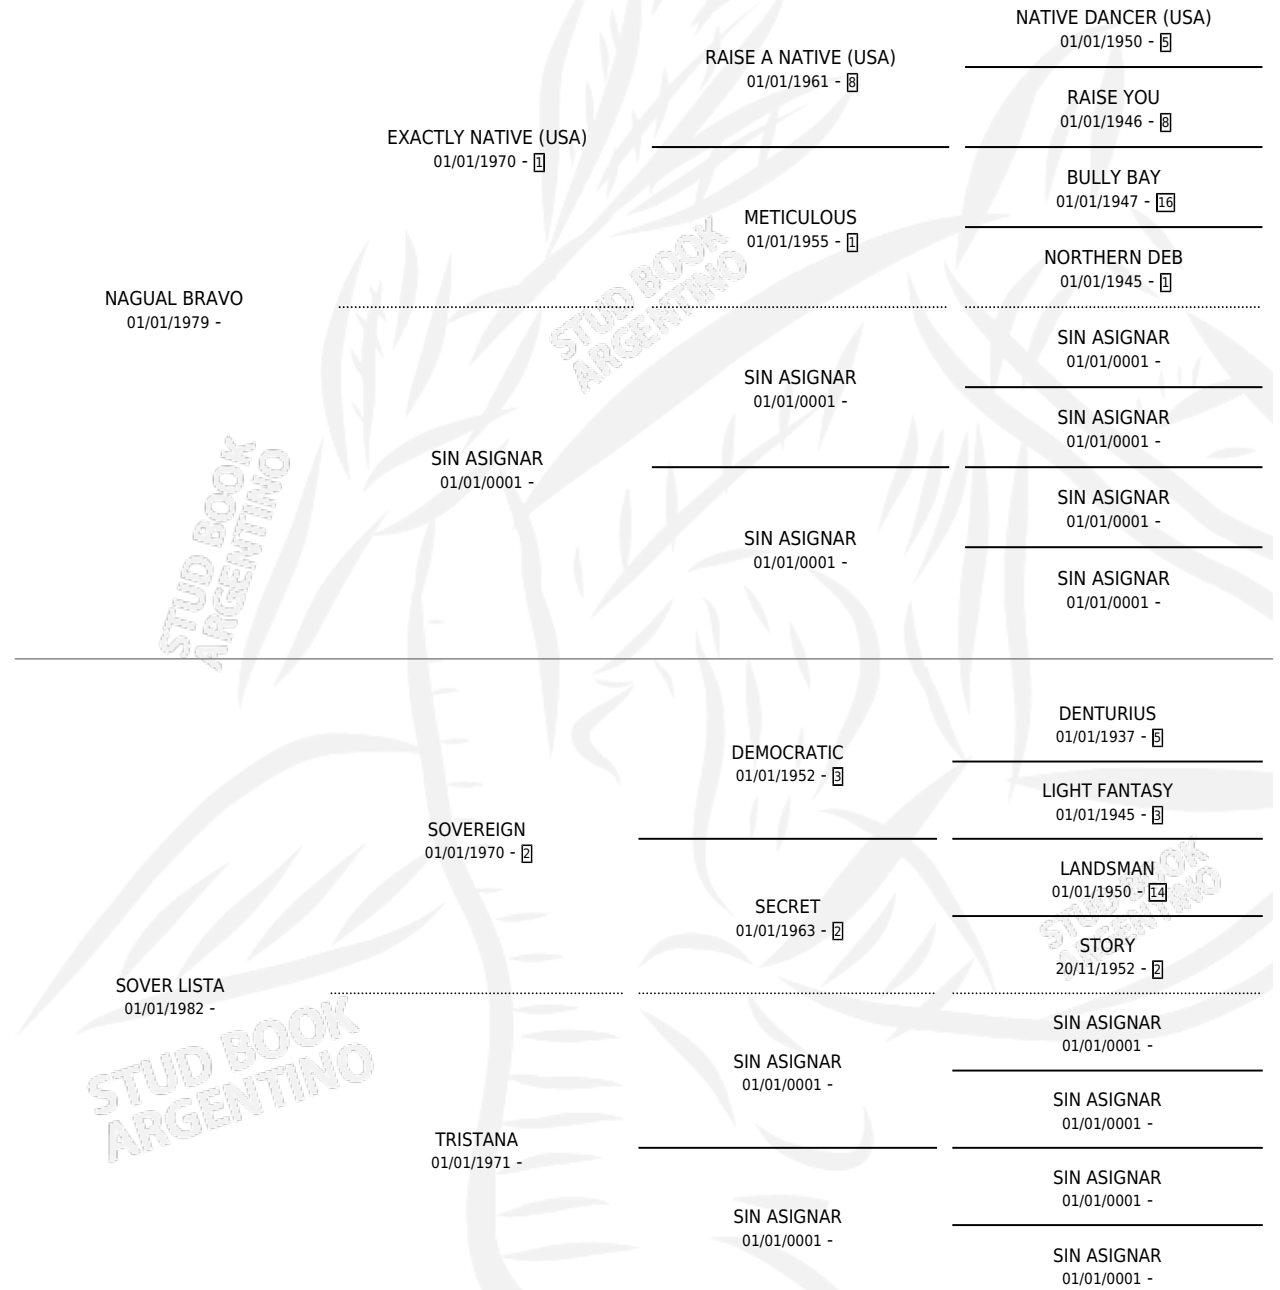 NATIVE DANCER (USA)
01/01/1950 - 5
RAISE A NATIVE (USA)
01/01/1961 - 8
RAISE YOU
01/01/1946 - 8
EXACTLY NATIVE (USA)
01/01/1970 - 1
BULLY BAY
01/01/1947 - 16
METICULOUS
01/01/1955 - 1
NORTHERN DEB
01/01/1945 - 1
NAGUAL BRAVO
01/01/1979 -
SIN ASIGNAR
01/01/0001 -
SIN ASIGNAR
01/01/0001 -
SIN ASIGNAR
01/01/0001 -
SIN ASIGNAR
01/01/0001 -
SIN ASIGNAR
01/01/0001 -
SIN ASIGNAR
01/01/0001 -
SIN ASIGNAR
01/01/0001 -
STUD BOOK
ARGENTINO
STUD BOOK
ARGENTINO
DENTURIUS
01/01/1937 - 5
DEMOCRATIC
01/01/1952 - 3
LIGHT FANTASY
01/01/1945 - 3
SOVEREIGN
01/01/1970 - 2
LANDSMAN
01/01/1950 - 14
SECRET
01/01/1963 - 2
STORY
20/11/1952 - 2
STUD BOOK
ARGENTINO
SOVER LISTA
01/01/1982 -
STUD BOOK
ARGENTINO
SIN ASIGNAR
01/01/0001 -
SIN ASIGNAR
01/01/0001 -
SIN ASIGNAR
01/01/0001 -
TRISTANA
01/01/1971 -
SIN ASIGNAR
01/01/0001 -
SIN ASIGNAR
01/01/0001 -
SIN ASIGNAR
01/01/0001 -